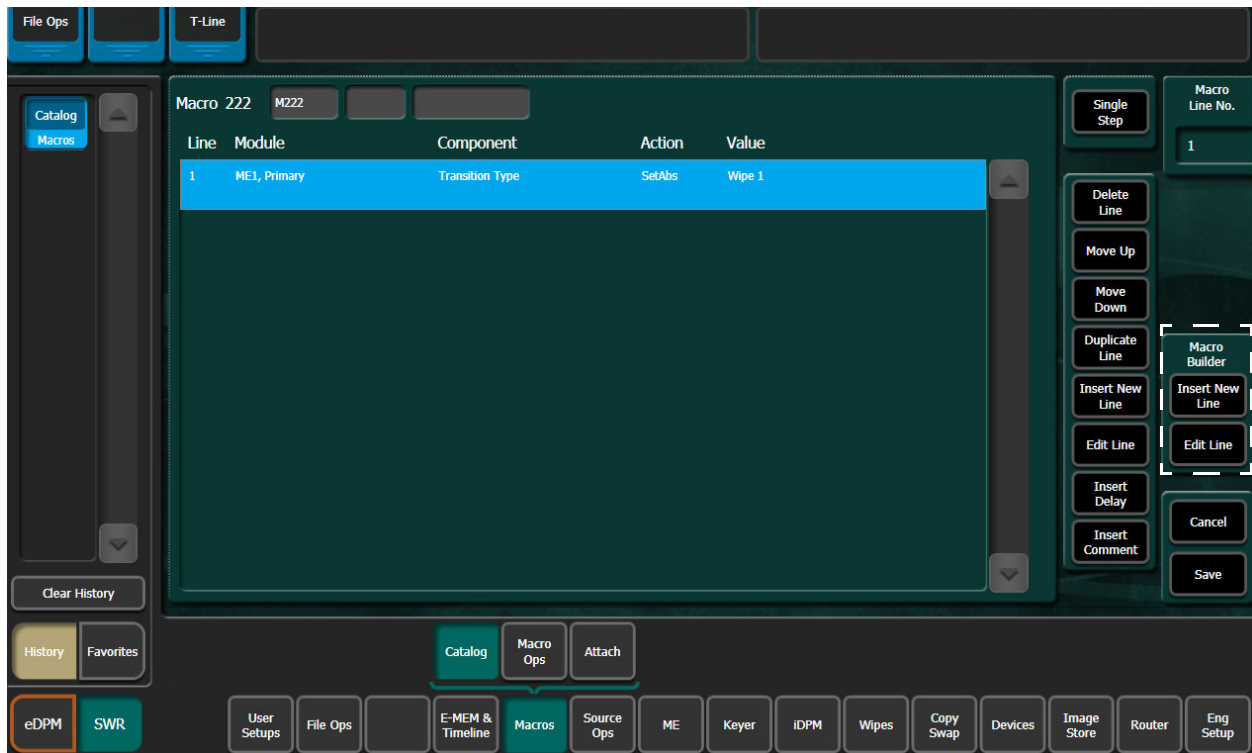 File Ops
T-Line
Catalog
Macros
Clear History
History
Favorites
Macro 222
M222
Line Module Component Action Value
1 ME1, Primary Transition Type SetAbs Wipe 1
Single
Step
Macro
Line No.
1
Delete
Line
Move Up
Move
Down
Duplicate
Line
Insert New
Line
Edit Line
Insert
Delay
Insert
Comment
Macro
Builder
Insert New
Line
Edit Line
Cancel
Save
Catalog
Macro
Ops
Attach
eDPM
SWR
User
Setups
File Ops
E-MEM &
Timeline
Macros
Source
Ops
ME
Keyer
iDPM
Wipes
Copy
Swap
Devices
Image
Store
Router
Eng
Setup